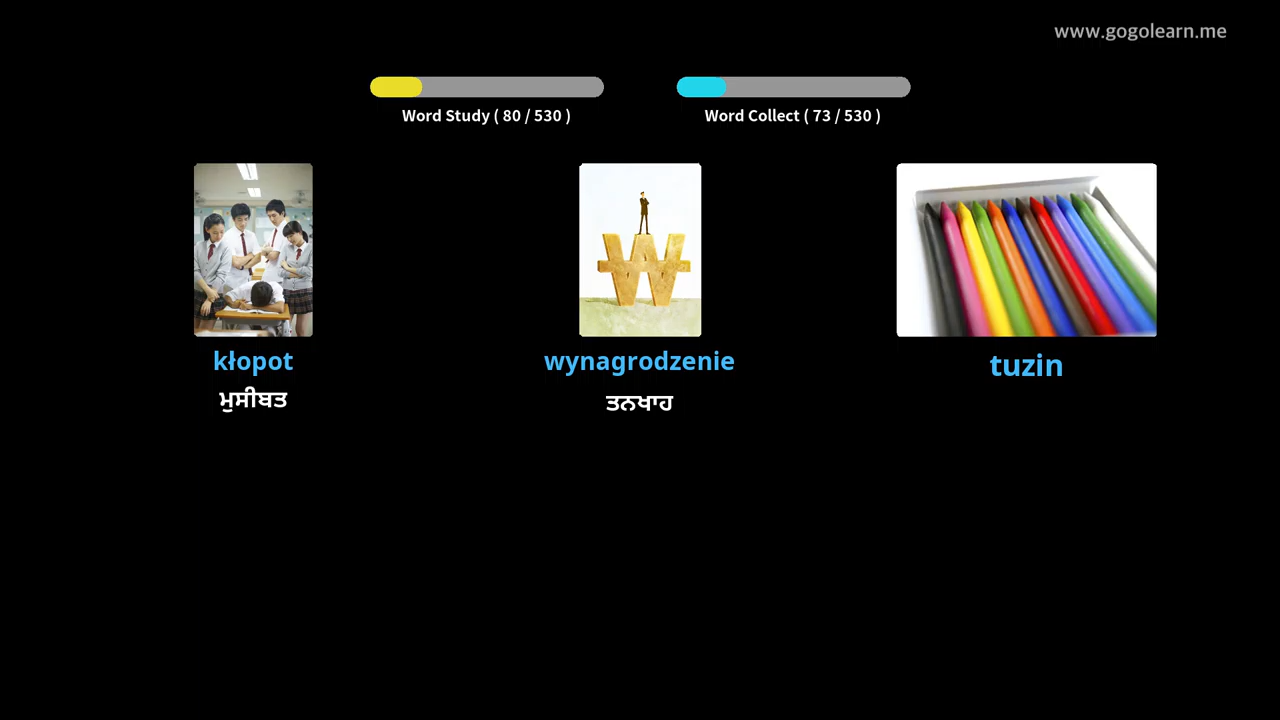 www.gogolearn.me
Word Study ( 80 / 530 )
Word Collect ( 73 / 530 )
kłopot
ਮੁਸੀਬਤ
wynagrodzenie
ਤਨਖਾਹ
tuzin